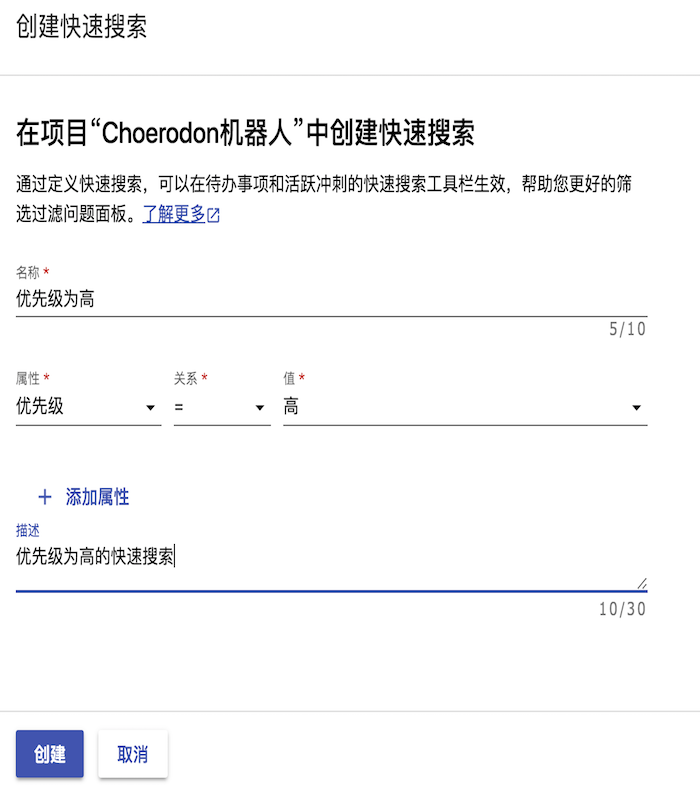 创建快速搜索
在项目“Choerodon机器人”中创建快速搜索
通过定义快速搜索，可以在待办事项和活跃冲刺的快速搜索工具栏生效，帮助您更好的筛
选过滤问题面板。了解更多
名称 *
优先级为高
5/10
属性 * 关系 * 值 *
优先级 = 高
+ 添加属性
描述
优先级为高的快速搜索
10/30
创建 取消